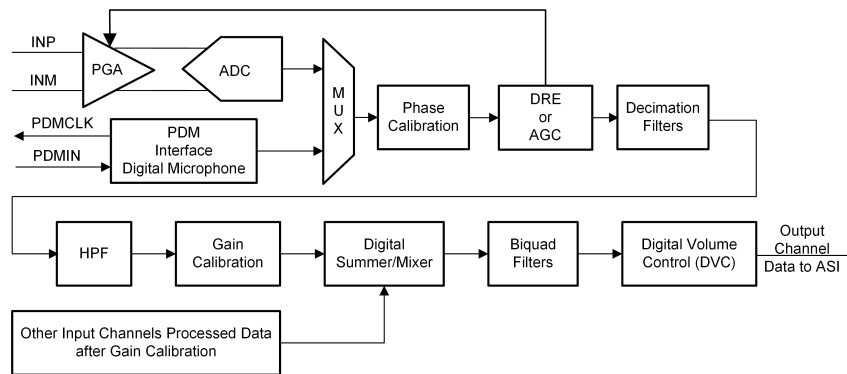 INP
INM
PGA
ADC
PDMCLK
PDMIN
PDM
Interface
Digital Microphone
M
U
X
Phase
Calibration
DRE
or
AGC
Decimation
Filters
HPF
Gain
Calibration
Digital
Summer/Mixer
Biquad
Filters
Digital Volume
Control (DVC)
Output
Channel
Data to ASI
Other Input Channels Processed Data
after Gain Calibration